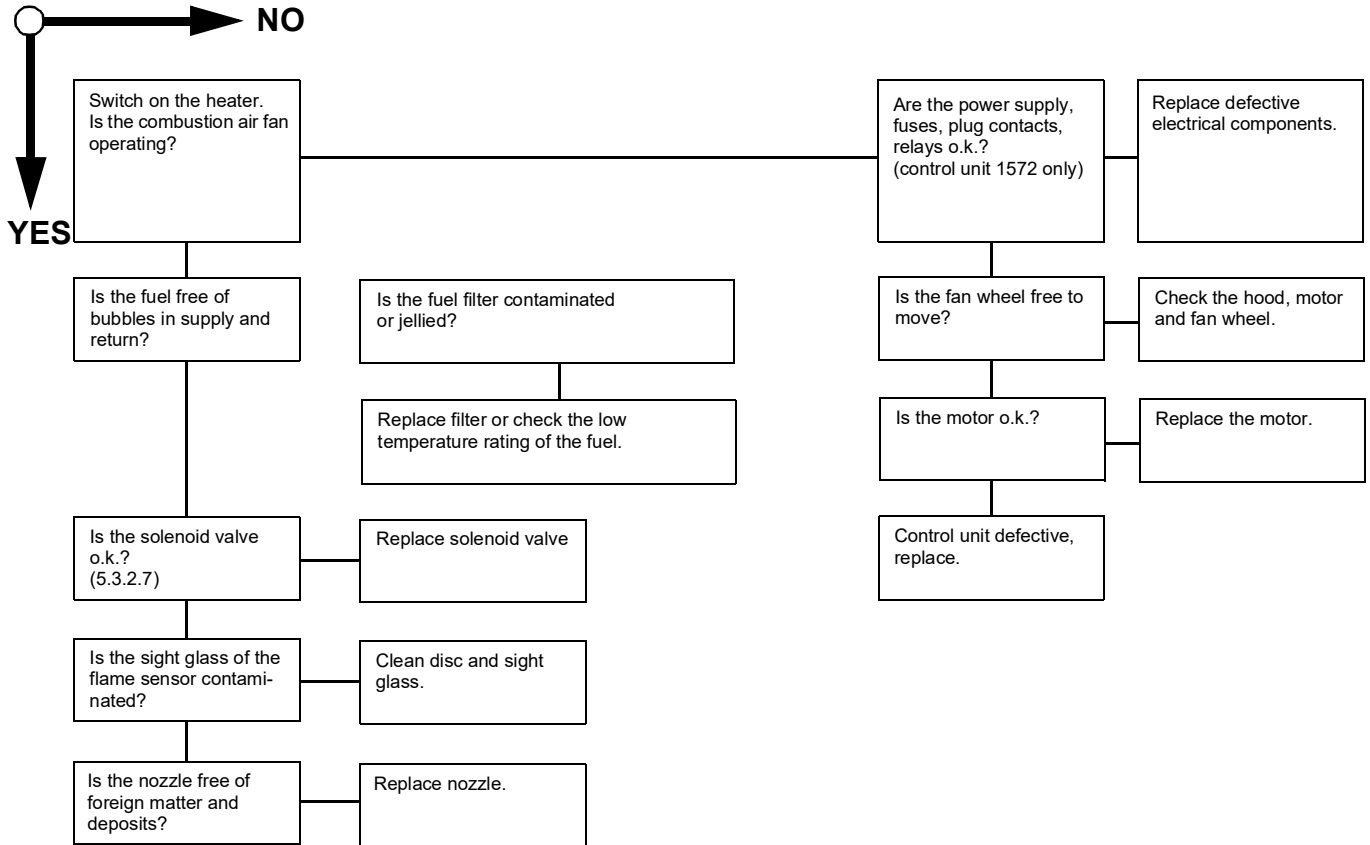 NO
YES
Switch on the heater.
Is the combustion air fan
operating?
Are the power supply,
fuses, plug contacts,
relays o.k.?
(control unit 1572 only)
Replace defective
electrical components.
Is the fuel free of
bubbles in supply and
return?
Is the fuel filter contaminated
or jellied?
Is the fan wheel free to
move?
Check the hood, motor
and fan wheel.
Replace filter or check the low
temperature rating of the fuel.
Is the motor o.k.?
Replace the motor.
Is the solenoid valve
o.k.?
(5.3.2.7)
Replace solenoid valve
Control unit defective,
replace.
Is the sight glass of the
flame sensor contami-
nated?
Clean disc and sight
glass.
Is the nozzle free of
foreign matter and
deposits?
Replace nozzle.